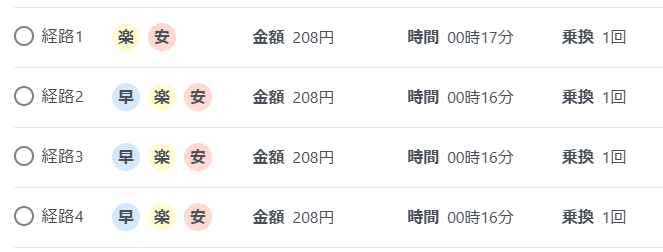 経路1 楽 安 金額 208円 時間 00時17分 乗換 1回
経路2 早 楽 安 金額 208円 時間 00時16分 乗換 1回
経路3 早 楽 安 金額 208円 時間 00時16分 乗換 1回
経路4 早 楽 安 金額 208円 時間 00時16分 乗換 1回